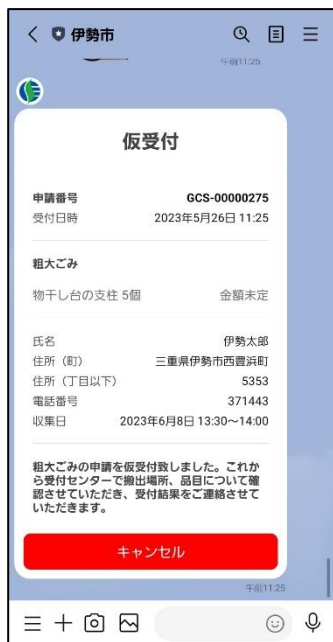 伊勢市
午前11:25
仮受付
申請番号 GCS-00000275
受付日時 2023年5月26日 11:25
粗大ごみ
物干し台の支柱 5個 金額未定
氏名 伊勢太郎
住所（町） 三重県伊勢市西豊浜町
住所（丁目以下） 5353
電話番号 371443
収集日 2023年6月8日 13:30～14:00
粗大ごみの申請を仮受付致しました。これか
ら受付センターで搬出場所、品目について確
認させていただき、受付結果をご連絡させて
いただきます。
キャンセル
午前11:25